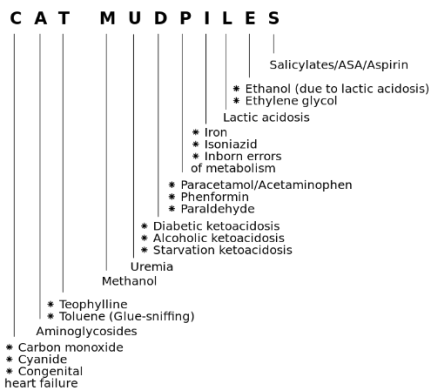 C A T M U D P I L E S
Salicylates/ASA/Aspirin
* Ethanol (due to lactic acidosis)
* Ethylene glycol
Lactic acidosis
* Iron
* Isoniazid
* Inborn errors
of metabolism
* Paracetamol/Acetaminophen
* Phenformin
* Paraldehyde
* Diabetic ketoacidosis
* Alcoholic ketoacidosis
* Starvation ketoacidosis
Uremia
Methanol
* Teophylline
* Toluene (Glue-sniffing)
Aminoglycosides
* Carbon monoxide
* Cyanide
* Congenital
heart failure